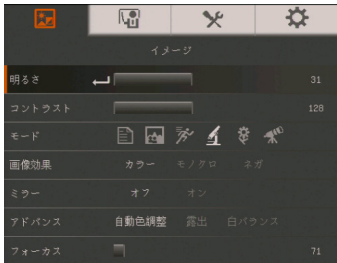 イメージ
明るさ 31
コントラスト 128
モード
画像効果 カラー モノクロ ネガ
ミラー オフ オン
アドバンス 自動色調整 露出 白バランス
フォーカス 71